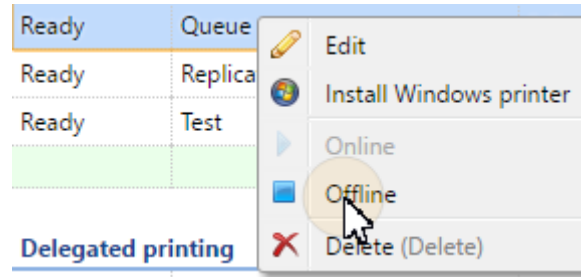 Ready Queue
Edit
Ready Replica
Install Windows printer
Ready Test
Online
Offline
Delegated printing
Delete (Delete)